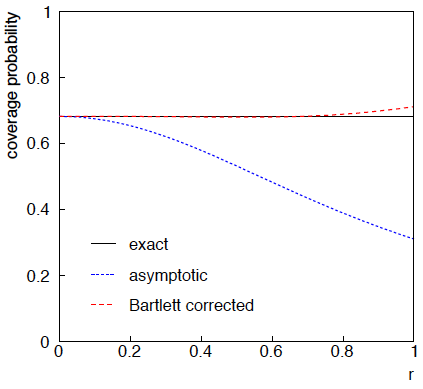 coverage probability
1
0.8
0.6
0.4
0.2
0
exact
asymptotic
Bartlett corrected
0 0.2 0.4 0.6 0.8 1
r